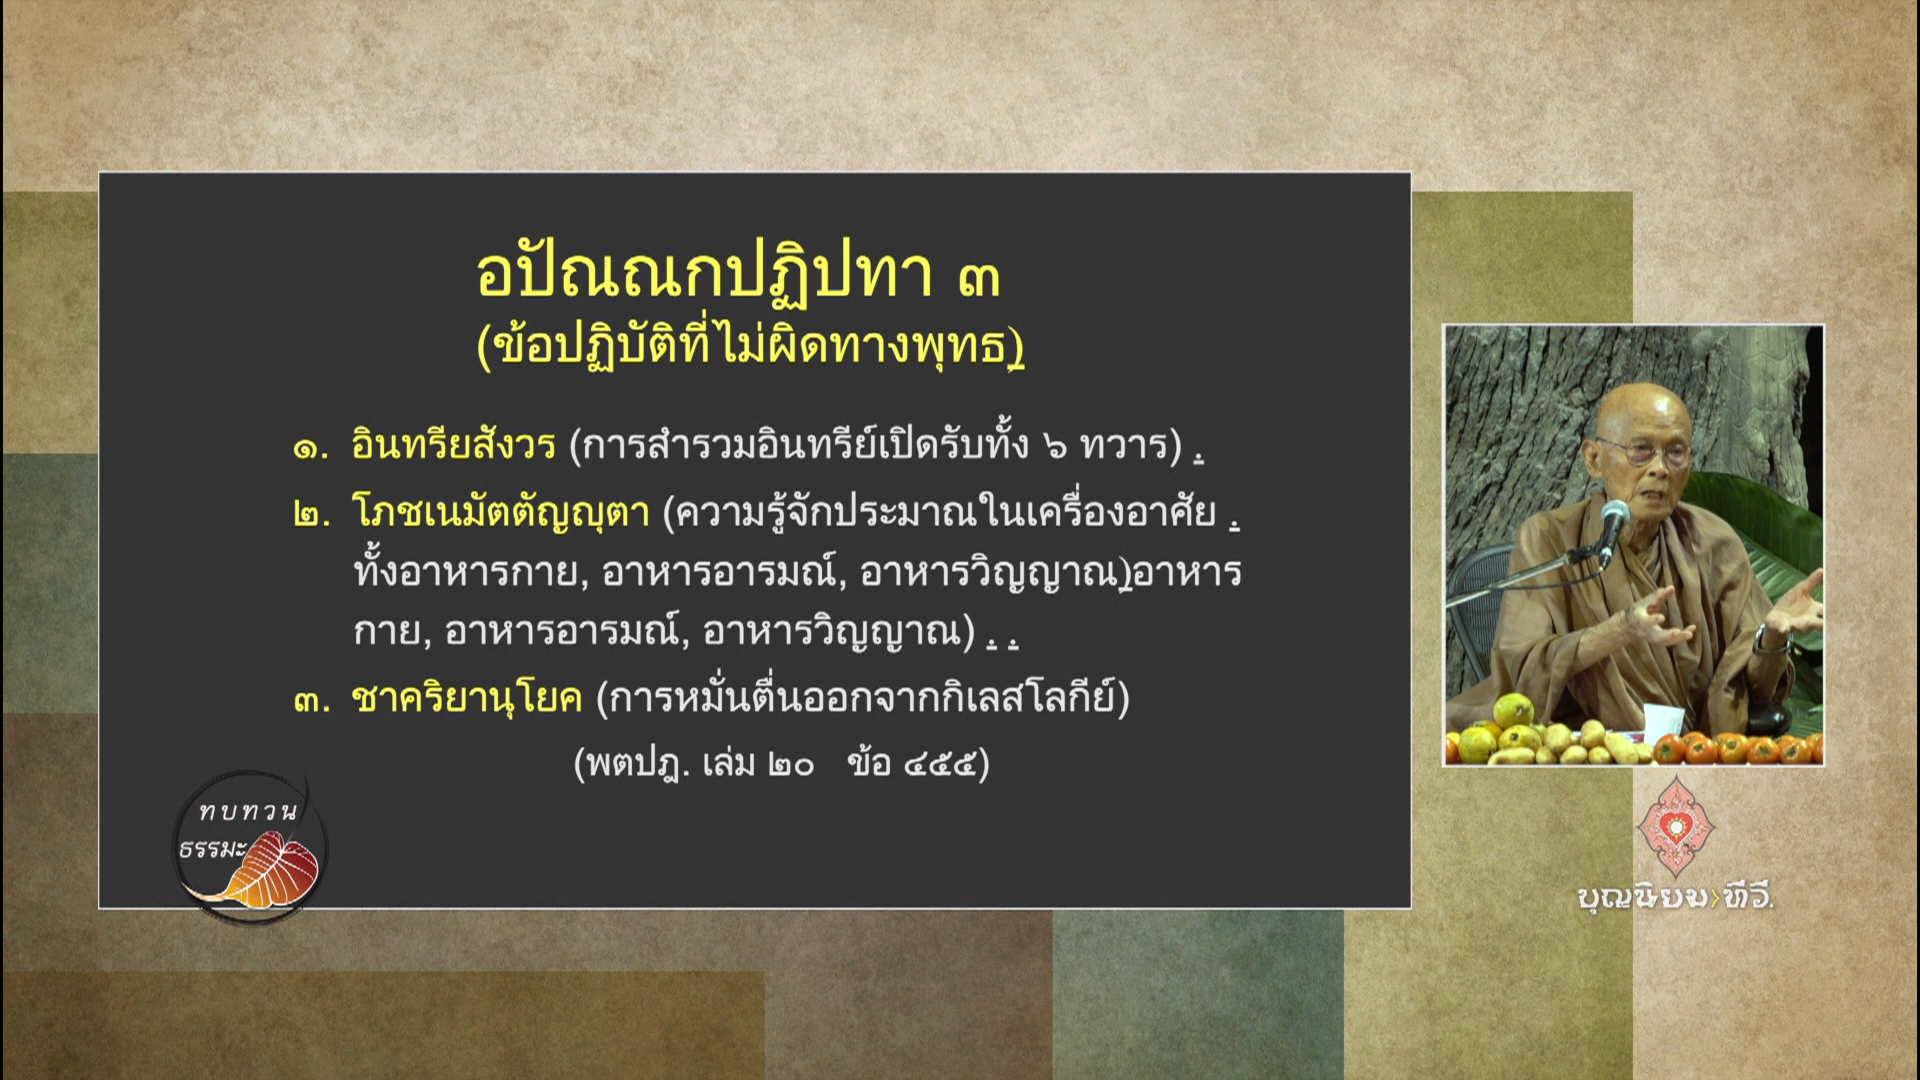 อปัณณกปฏิปทา ๓
(ข้อปฏิบัติที่ไม่ผิดทางพุทธ)
๑. อินทรียสังวร (การสำรวมอินทรีย์เปิดรับทั้ง ๖ ทวาร) .
๒. โภชเนมัตตัญญุตา (ความรู้จักประมาณในเครื่องอาศัย .
ทั้งอาหารกาย, อาหารอารมณ์, อาหารวิญญาณ)อาหาร
กาย, อาหารอารมณ์, อาหารวิญญาณ) . .
๓. ชาคริยานุโยค (การหมั่นตื่นออกจากกิเลสโลกีย์)
(พตปฎ. เล่ม ๒๐ ข้อ ๔๕๕)
ทบทวน
ธรรมะ
บุญนิยม>ทีวี.